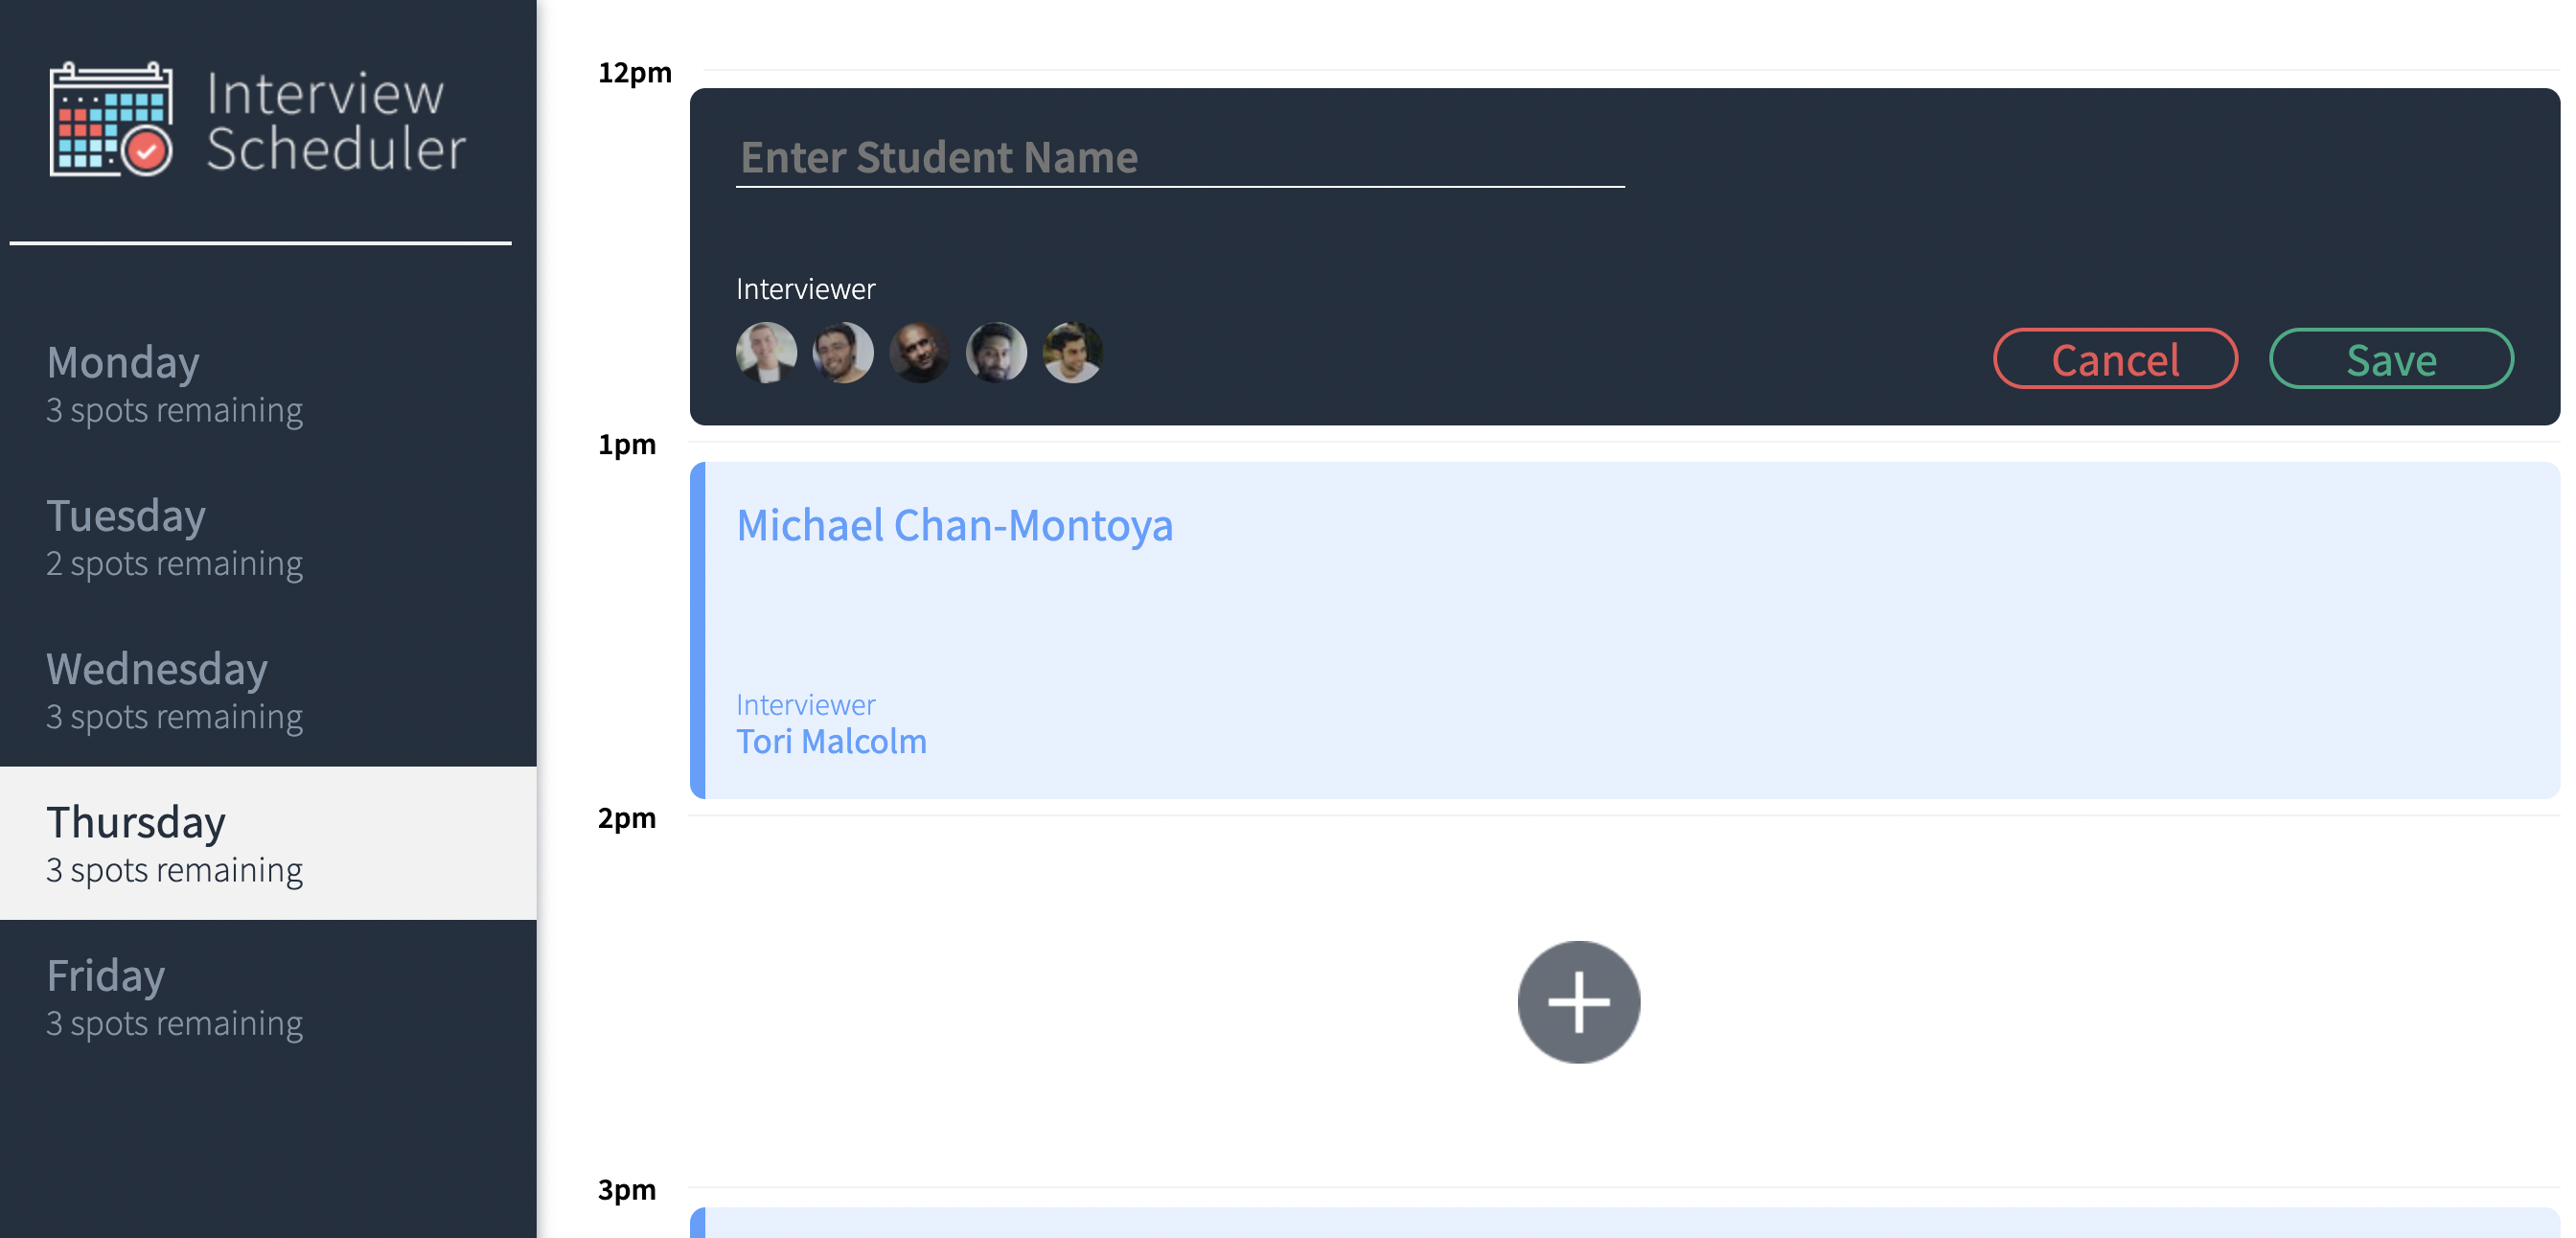 Interview
Scheduler
Monday
3 spots remaining
Tuesday
2 spots remaining
Wednesday
3 spots remaining
Thursday
3 spots remaining
Friday
3 spots remaining
12pm
Enter Student Name
Interviewer
Cancel
Save
1pm
Michael Chan-Montoya
Interviewer
Tori Malcolm
2pm
3pm